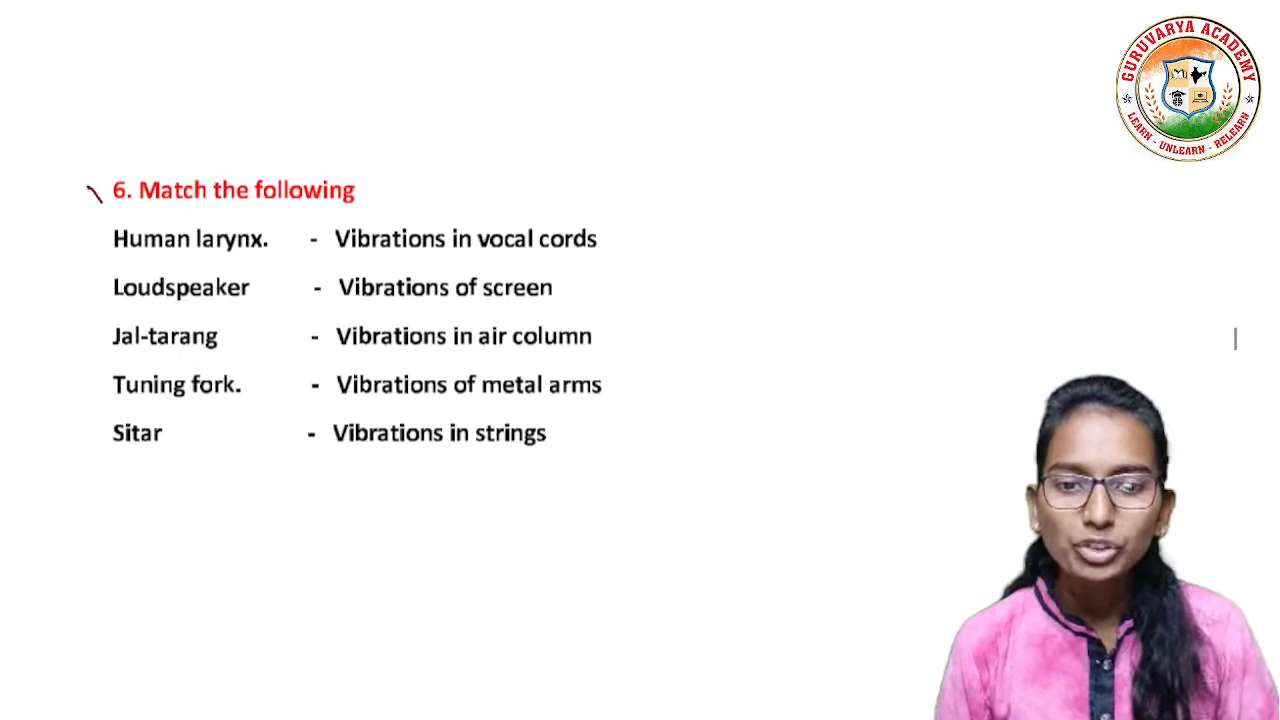 GURUVARYA ACADEMY
LEARN - UNLEARN - RELEARN
6. Match the following
Human larynx. - Vibrations in vocal cords
Loudspeaker - Vibrations of screen
Jal-tarang - Vibrations in air column
Tuning fork. - Vibrations of metal arms
Sitar - Vibrations in strings